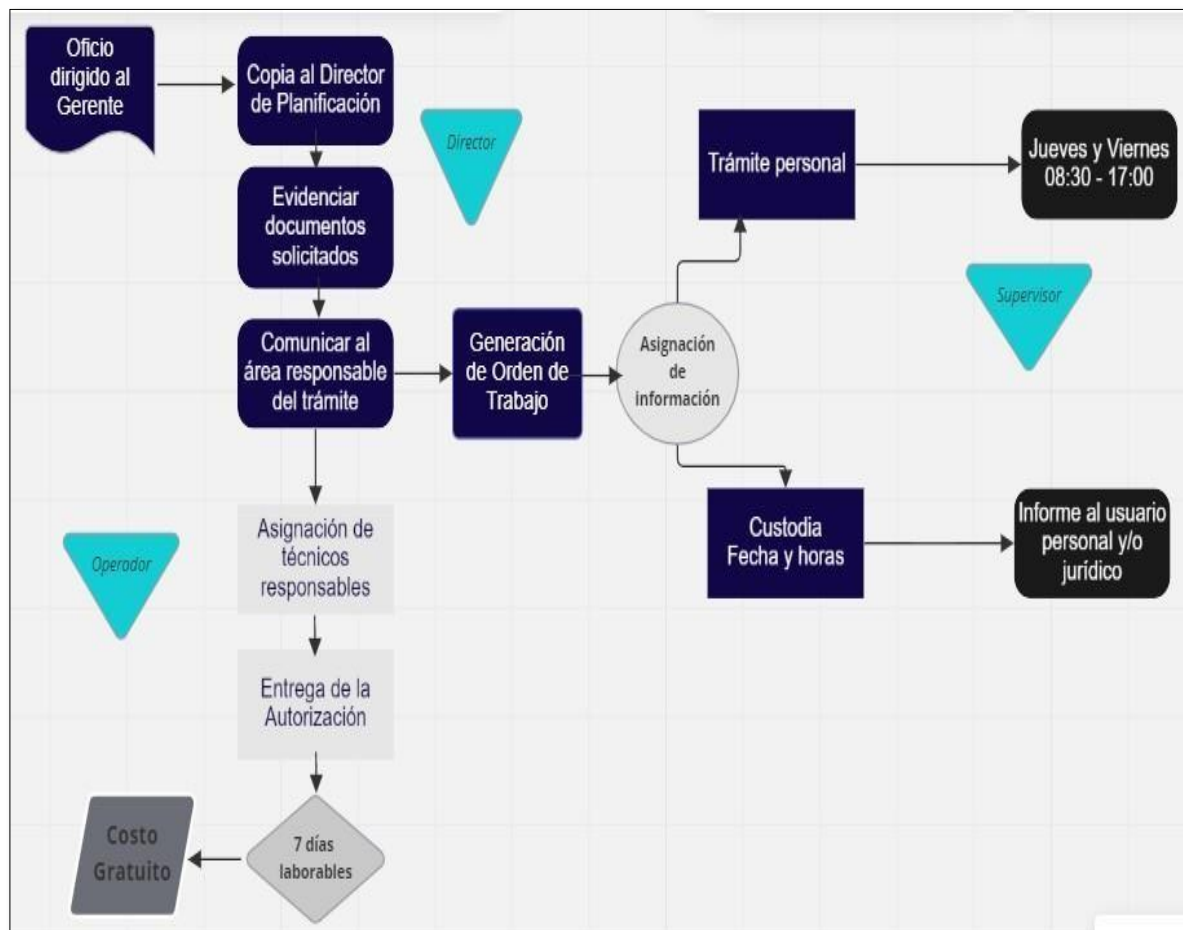 Oficio
dirigido al
Gerente
Copia al Director
de Planificación
Director
Evidenciar
documentos
solicitados
Comunicar al
área responsable
del trámite
Generación
de Orden de
Trabajo
Asignación
de
información
Trámite personal
Jueves y Viernes
08:30 - 17:00
Supervisor
Custodia
Fecha y horas
Informe al usuario
personal y/o
jurídico
Operador
Asignación de
técnicos
responsables
Entrega de la
Autorización
7 días
laborables
Costo
Gratuito